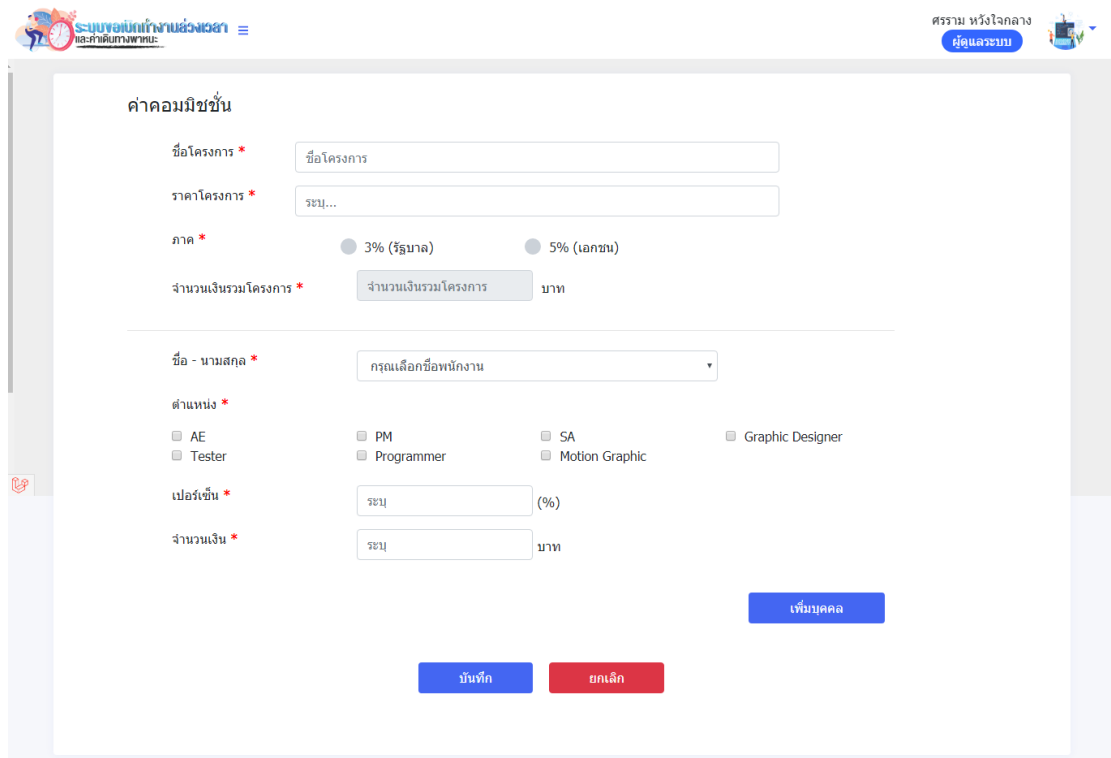 ระบบขอเบิกทำงานล่วงเวลา
และค่าเดินทางพาหนะ
ศรราม หวังใจกลาง
ผู้ดูแลระบบ
ค่าคอมมิชชั่น
ชื่อโครงการ * ชื่อโครงการ
ราคาโครงการ * ระบุ...
ภาค * 3% (รัฐบาล) 5% (เอกชน)
จำนวนเงินรวมโครงการ * จำนวนเงินรวมโครงการ บาท
ชื่อ - นามสกุล * กรุณเลือกชื่อพนักงาน
ตำแหน่ง *
AE PM SA Graphic Designer
Tester Programmer Motion Graphic
เปอร์เซ็น * ระบุ (%)
จำนวนเงิน * ระบุ บาท
เพิ่มบุคคล
บันทึก ยกเลิก